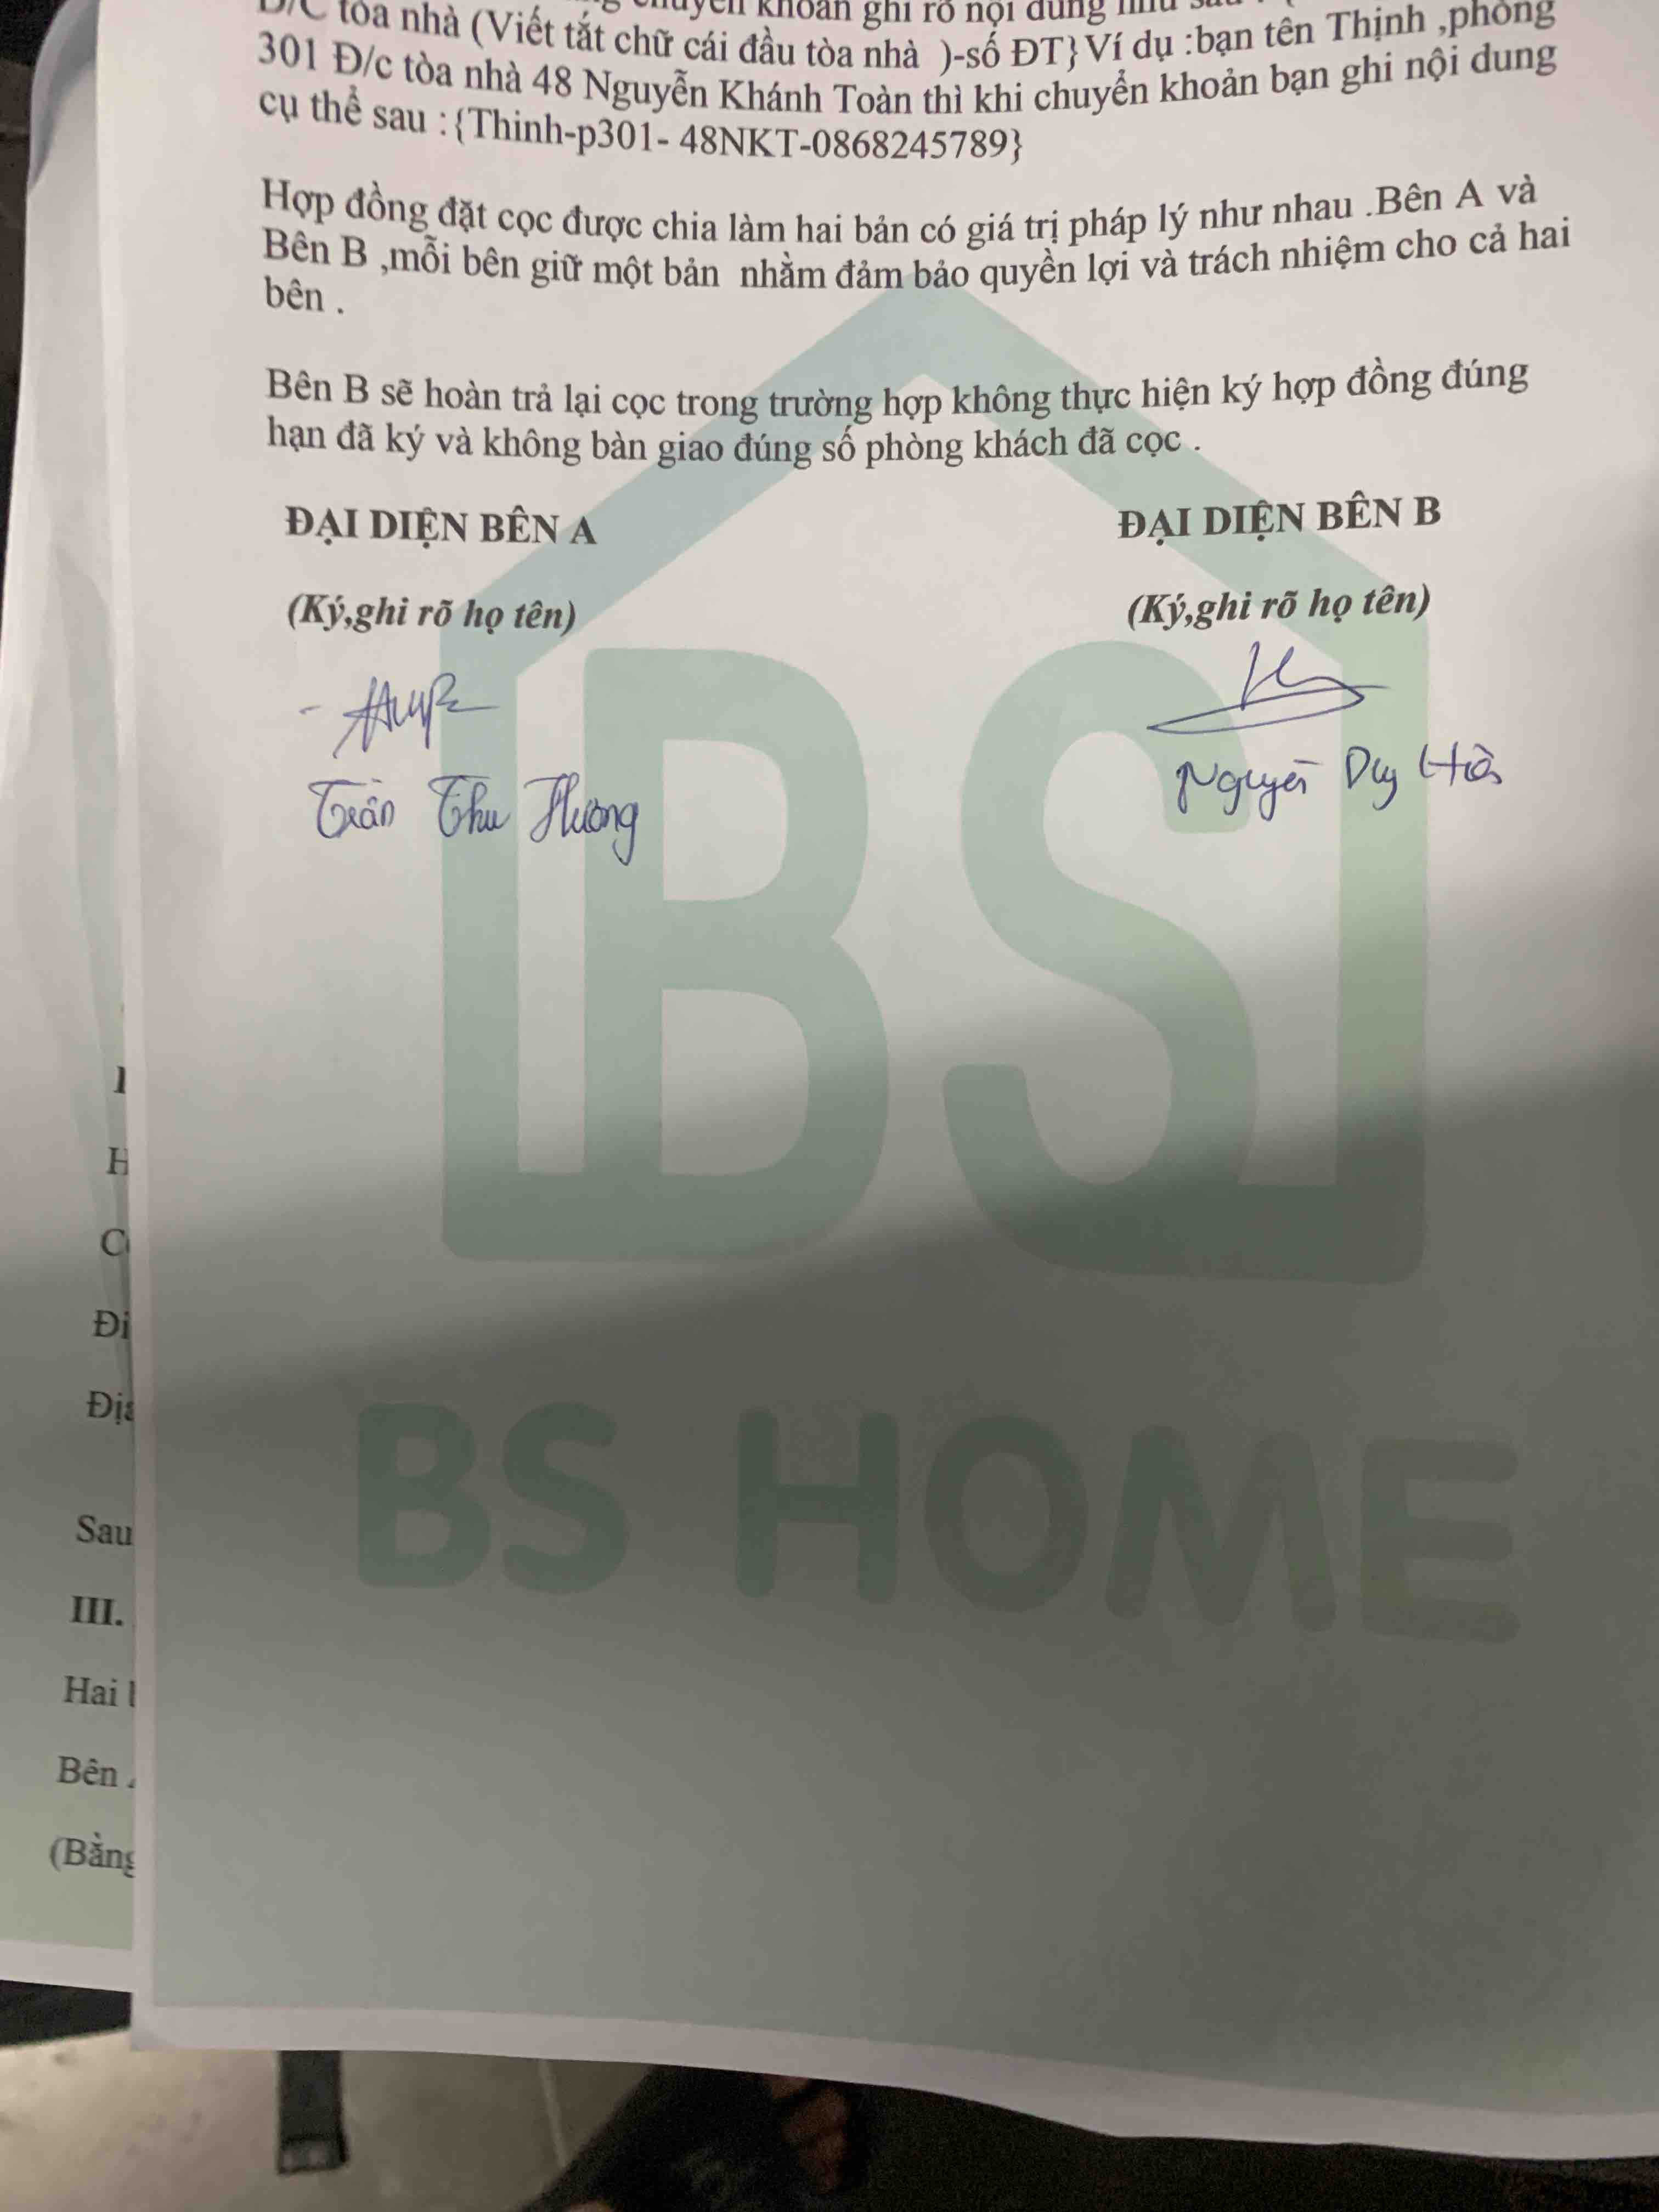 Đ/C tòa nhà (Viết tắt chữ cái đầu tòa nhà )-số ĐT}Ví dụ :bạn tên Thịnh ,phòng
301 Đ/c tòa nhà 48 Nguyễn Khánh Toàn thì khi chuyển khoản bạn ghi nội dung
cụ thể sau :{Thinh-p301- 48NKT-0868245789}
Hợp đồng đặt cọc được chia làm hai bản có giá trị pháp lý như nhau .Bên A và
Bên B ,mỗi bên giữ một bản nhằm đảm bảo quyền lợi và trách nhiệm cho cả hai
bên .
Bên B sẽ hoàn trả lại cọc trong trường hợp không thực hiện ký hợp đồng đúng
hạn đã ký và không bàn giao đúng số phòng khách đã cọc .
ĐẠI DIỆN BÊN A
ĐẠI DIỆN BÊN B
(Ký,ghi rõ họ tên)
(Ký,ghi rõ họ tên)
Trần Thu Hương
Nguyễn Duy
BS
BS HOME
H
Sau
III.
Hai
Bên
(Bằng